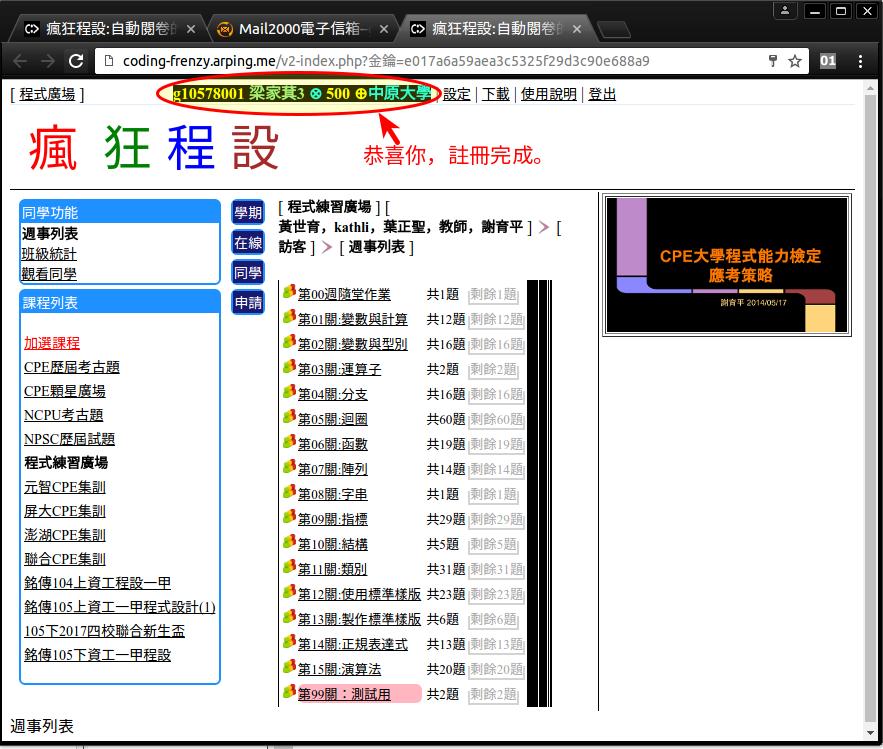 瘋狂程設:自動閱卷的
Mail2000電子信箱-
瘋狂程設:自動閱卷的
coding-frenzy.arping.me/v2-index.php?金鑰=e017a6a59aea3c5325f29d3c90e688a9
01
[ 程式廣場 ]
g10578001 梁家萁3 ⊗ 500 ⊕中原大學 | 設定 | 下載 | 使用說明 | 登出
瘋 狂 程 設
恭喜你，註冊完成。
同學功能
週事列表
班級統計
觀看同學
課程列表
加選課程
CPE歷屆考古題
CPE顆星廣場
NCPU考古題
NPSC歷屆試題
程式練習廣場
元智CPE集訓
屏大CPE集訓
澎湖CPE集訓
聯合CPE集訓
銘傳104上資工程設一甲
銘傳105上資工一甲程式設計(1)
105下2017四校聯合新生盃
銘傳105下資工一甲程設
學期
在線
同學
申請
[ 程式練習廣場 ] [
黃世育，kathli，葉正聖，教師，謝育平 ] > [
訪客 ] > [ 週事列表 ]
第00週隨堂作業 共1題 剩餘1題
第01關:變數與計算 共12題 剩餘12題
第02關:變數與型別 共16題 剩餘16題
第03關:運算子 共2題 剩餘2題
第04關:分支 共16題 剩餘16題
第05關:迴圈 共60題 剩餘60題
第06關:函數 共19題 剩餘19題
第07關:陣列 共14題 剩餘14題
第08關:字串 共1題 剩餘1題
第09關:指標 共29題 剩餘29題
第10關:結構 共5題 剩餘5題
第11關:類別 共31題 剩餘31題
第12關:使用標準樣版 共23題 剩餘23題
第13關:製作標準樣版 共6題 剩餘6題
第14關:正規表達式 共13題 剩餘13題
第15關:演算法 共20題 剩餘20題
第99關：測試用 共2題 剩餘2題
CPE大學程式能力檢定
應考策略
謝育平 2014/05/17
週事列表